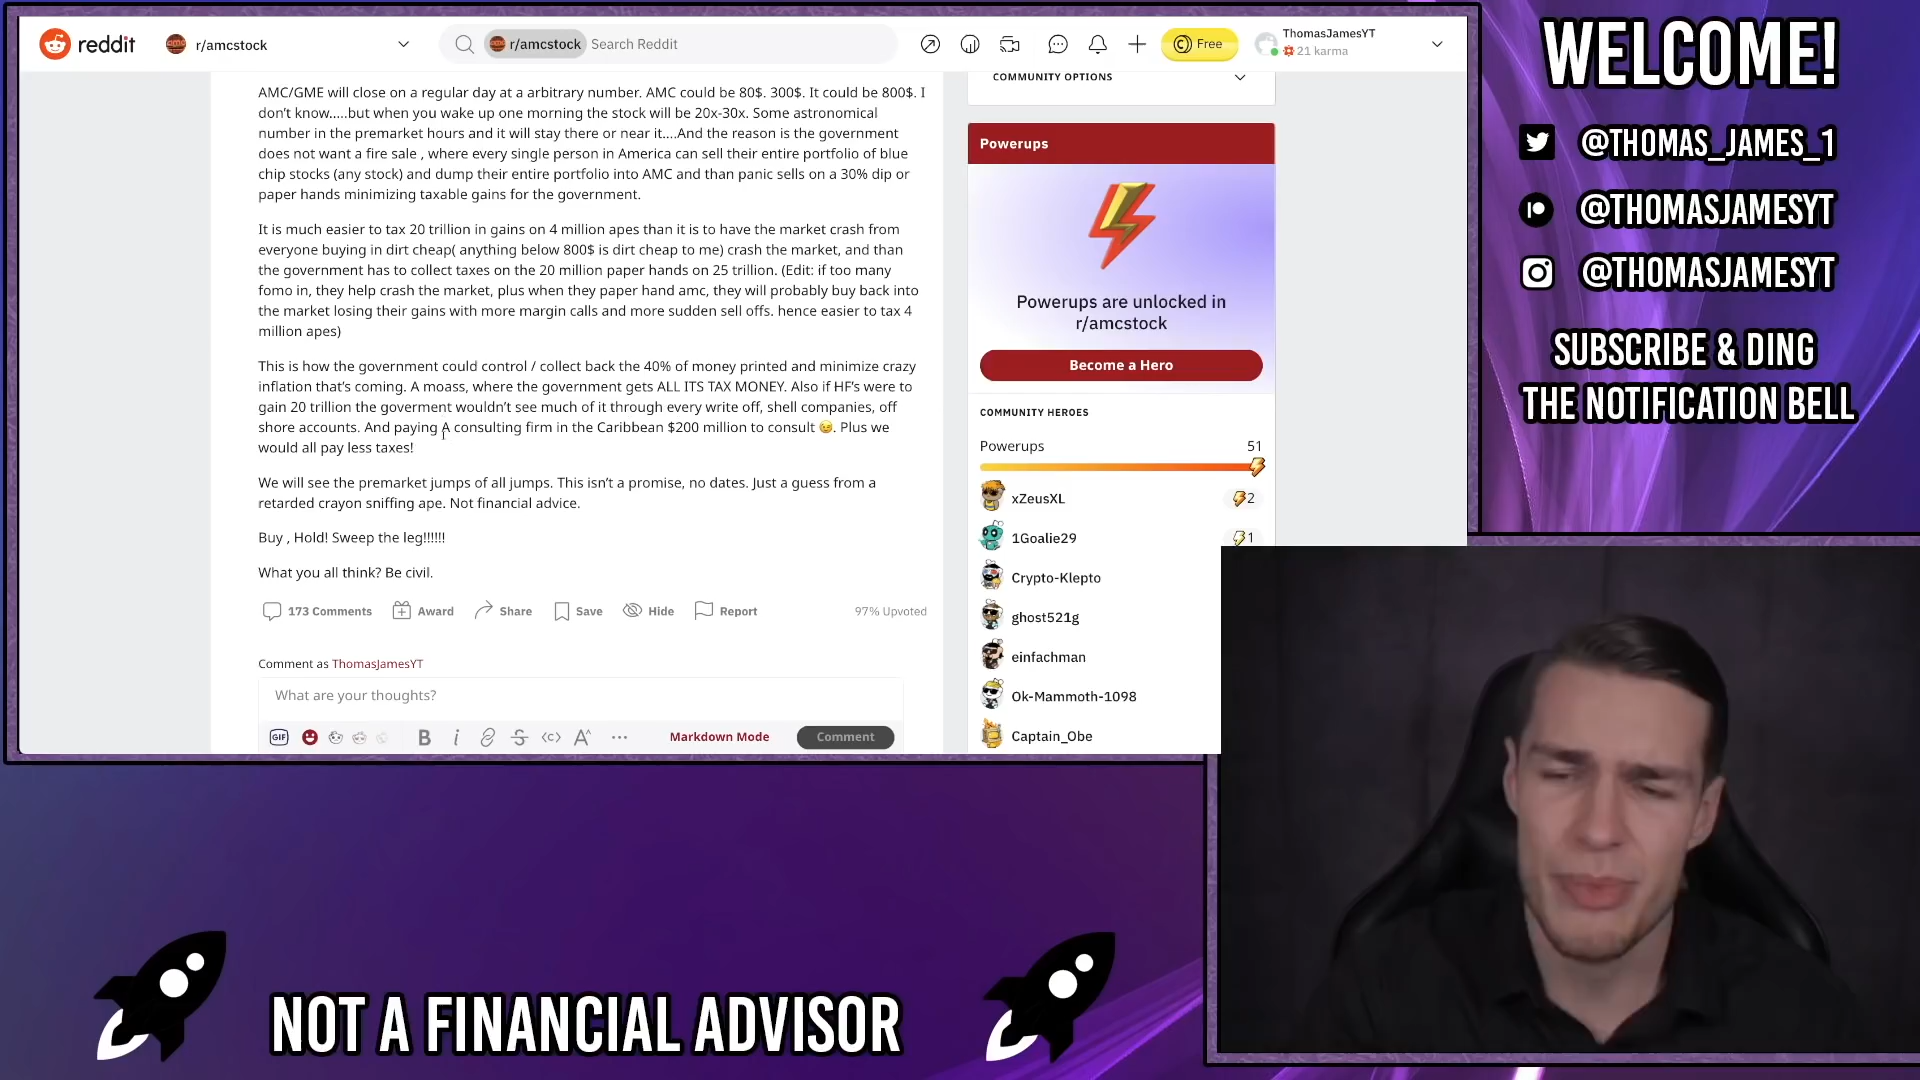 reddit
r/amcstock
r/amcstock Search Reddit
Free
ThomasJamesYT
21 karma
COMMUNITY OPTIONS
AMC/GME will close on a regular day at a arbitrary number. AMC could be 80$. 300$. It could be 800$. I
don’t know.....but when you wake up one morning the stock will be 20x-30x. Some astronomical
number in the premarket hours and it will stay there or near it....And the reason is the government
does not want a fire sale , where every single person in America can sell their entire portfolio of blue
chip stocks (any stock) and dump their entire portfolio into AMC and than panic sells on a 30% dip or
paper hands minimizing taxable gains for the government.
It is much easier to tax 20 trillion in gains on 4 million apes than it is to have the market crash from
everyone buying in dirt cheap( anything below 800$ is dirt cheap to me) crash the market, and than
the government has to collect taxes on the 20 million paper hands on 25 trillion. (Edit: if too many
fomo in, they help crash the market, plus when they paper hand amc, they will probably buy back into
the market losing their gains with more margin calls and more sudden sell offs. hence easier to tax 4
million apes)
This is how the government could control / collect back the 40% of money printed and minimize crazy
inflation that’s coming. A moass, where the government gets ALL ITS TAX MONEY. Also if HF’s were to
gain 20 trillion the goverment wouldn’t see much of it through every write off, shell companies, off
shore accounts. And paying A consulting firm in the Caribbean $200 million to consult 😉. Plus we
would all pay less taxes!
We will see the premarket jumps of all jumps. This isn’t a promise, no dates. Just a guess from a
retarded crayon sniffing ape. Not financial advice.
Buy , Hold! Sweep the leg!!!!!!
What you all think? Be civil.
173 Comments Award Share Save Hide Report 97% Upvoted
Comment as ThomasJamesYT
What are your thoughts?
GIF B i Markdown Mode Comment
Powerups
Powerups are unlocked in
r/amcstock
Become a Hero
COMMUNITY HEROES
Powerups 51
xZeusXL 2
1Goalie29 1
Crypto-Klepto
ghost521g
einfachman
Ok-Mammoth-1098
Captain_Obe
WELCOME!
@THOMAS_JAMES_1
@THOMASJAMESYT
@THOMASJAMESYT
SUBSCRIBE & DING
THE NOTIFICATION BELL
NOT A FINANCIAL ADVISOR